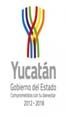 Yucatán
Gobierno del Estado
Comprometidos con tu bienestar
2012 - 2018